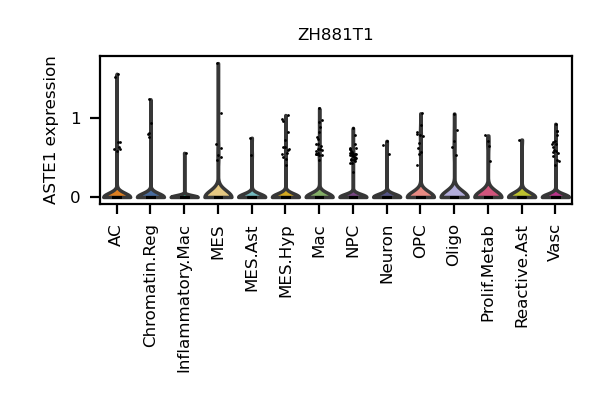 ZH881T1
ASTE1 expression
1
0
AC
Chromatin.Reg
Inflammatory.Mac
MES
MES.Ast
MES.Hyp
Mac
NPC
Neuron
OPC
Oligo
Prolif.Metab
Reactive.Ast
Vasc